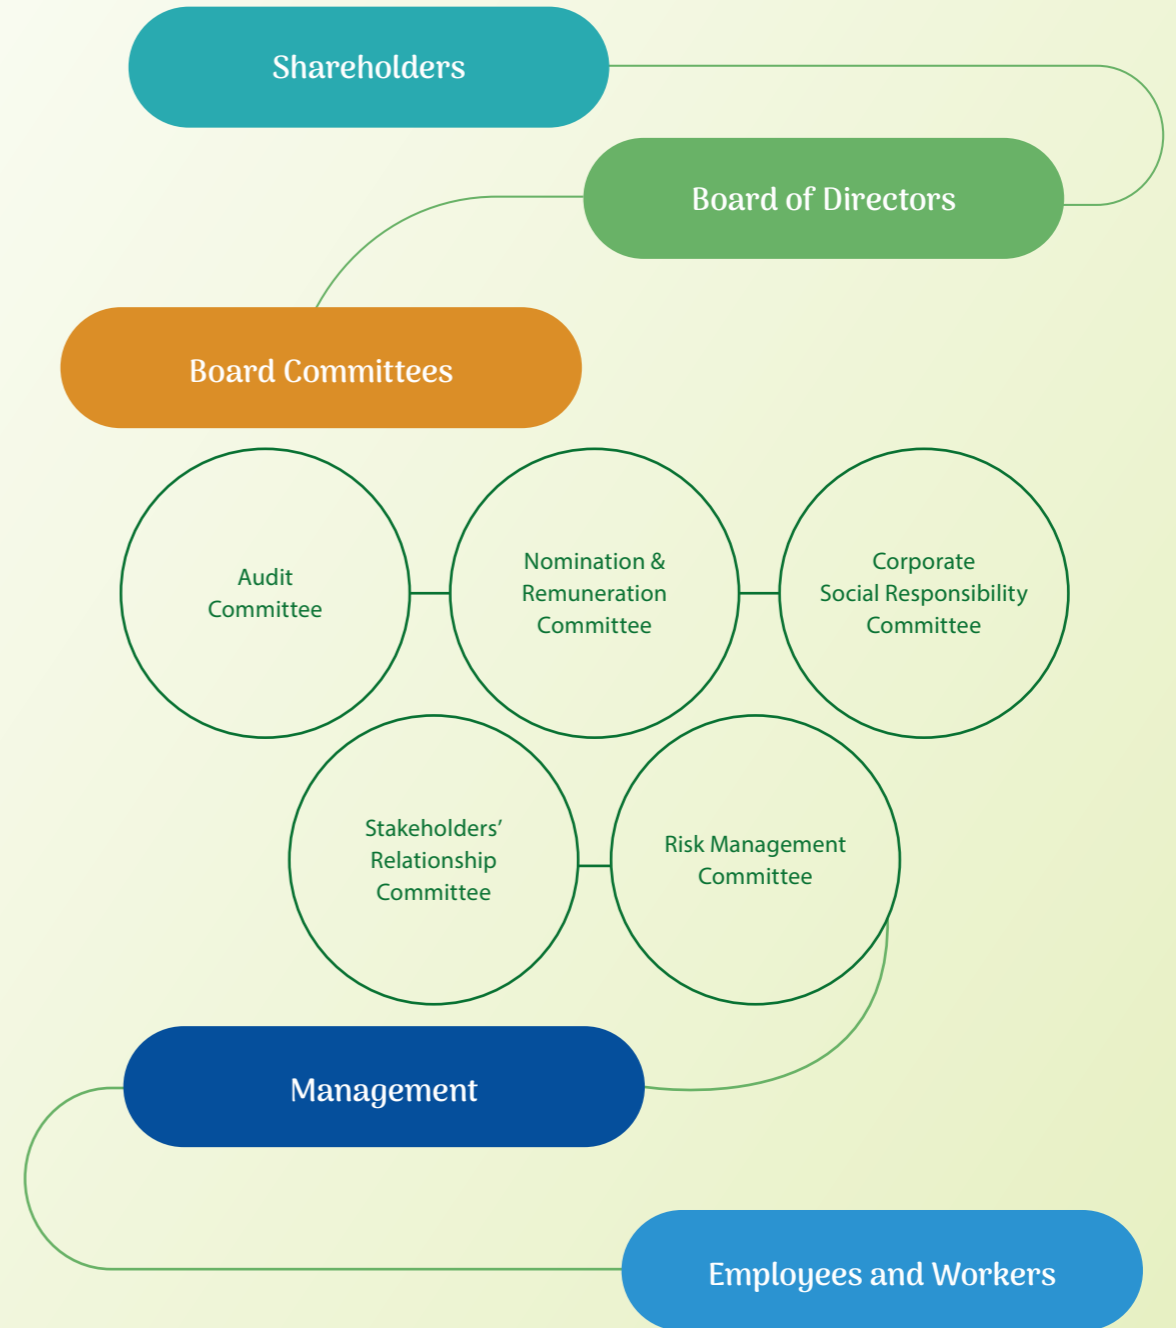 Shareholders
Board of Directors
Board Committees
Audit
Committee
Nomination &
Remuneration
Committee
Corporate
Social Responsibility
Committee
Stakeholders’
Relationship
Committee
Risk Management
Committee
Management
Employees and Workers